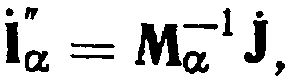 İ″_α = M_α^{-1} J̇,